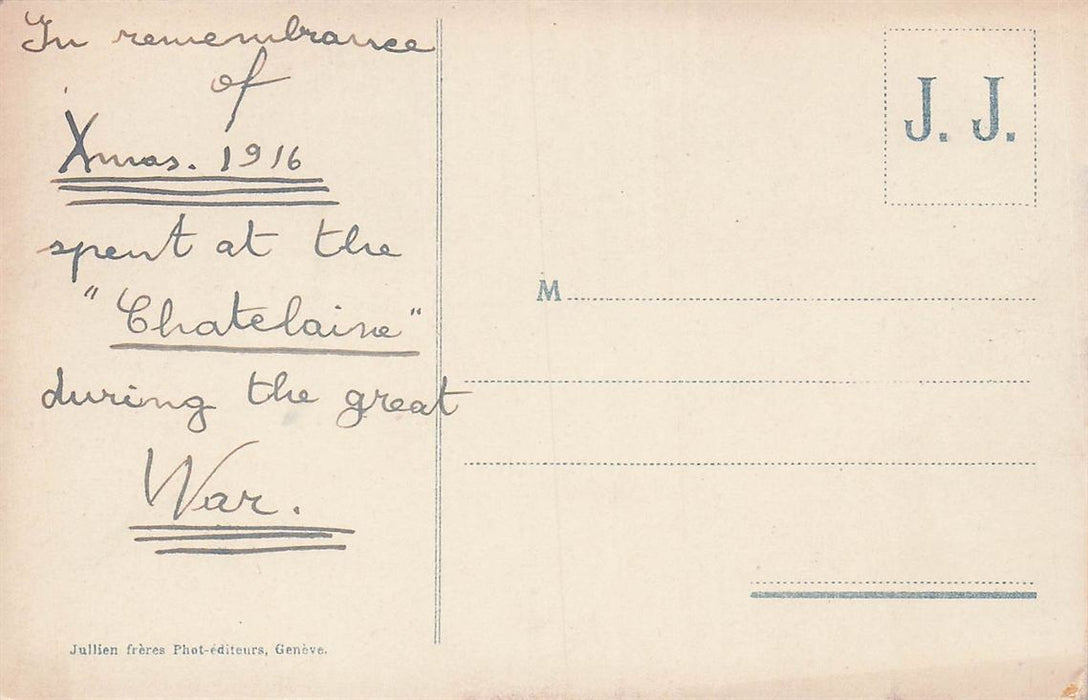 In remembrance
of
Xmas. 1916
spent at the
"Chatelaine"
during the great
War.
Jullien frères Phot-éditeurs, Genève.
J. J.
M